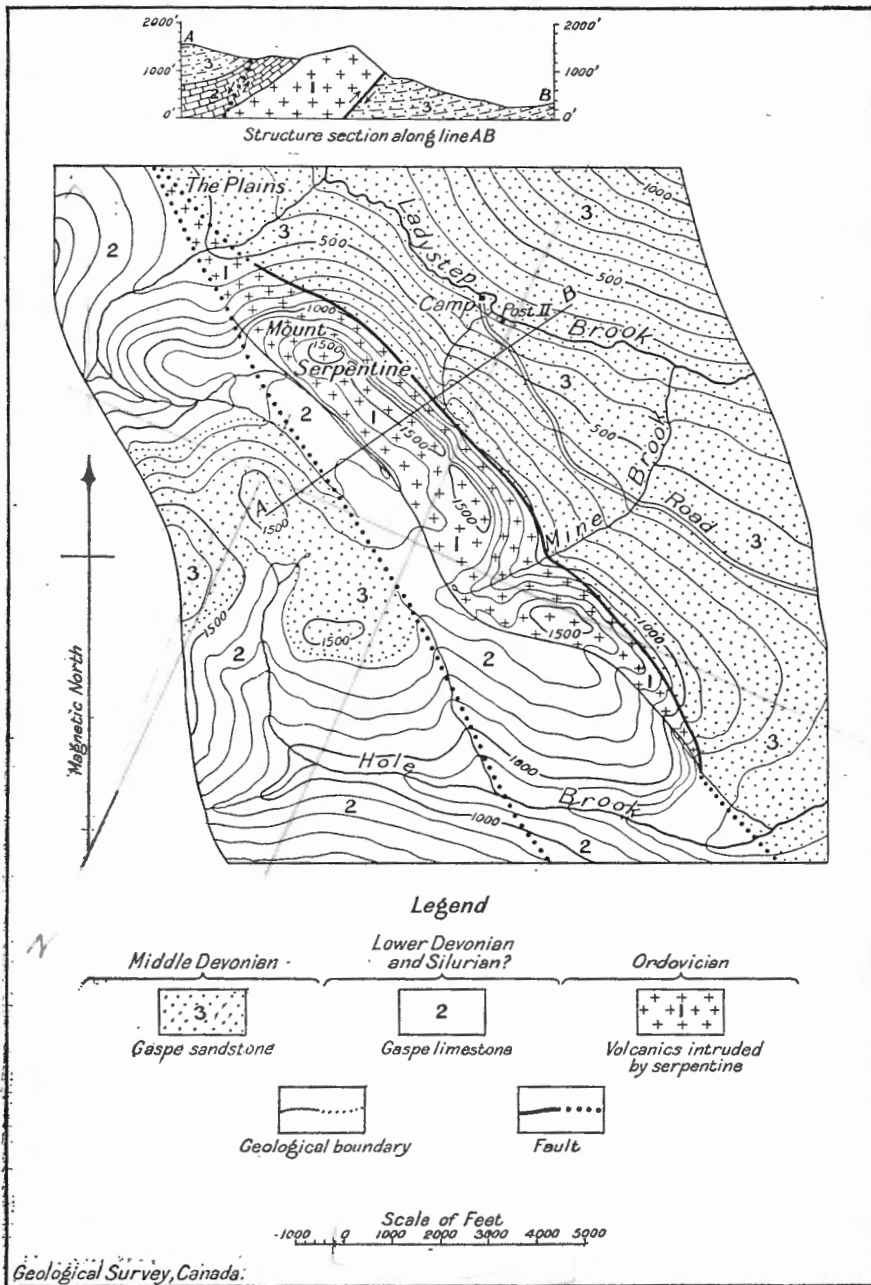 2000'
A
1000'
0'
3
2
1
3
2000'
1000'
B
0'
Structure section along line AB
The Plains
2
3
500
1
Ladystep
1000
3
500
Camp
Post II
B
Brook
1000
Mount
1500
Serpentine
2
1
1500
3
500
Brook
A
1500
1500
Mine
Road
3
1
3
1500
3
1500
2
1500
1000
1
2
3
Hole
1000
Brook
1000
2
2
Magnetic North
N
Legend
Middle Devonian
Lower Devonian
and Silurian?
Ordovician
3
2
1
Gaspe sandstone
Gaspe limestone
Volcanics intruded
by serpentine
Geological boundary
Fault
Scale of Feet
1000 0 1000 2000 3000 4000 5000
Geological Survey, Canada.